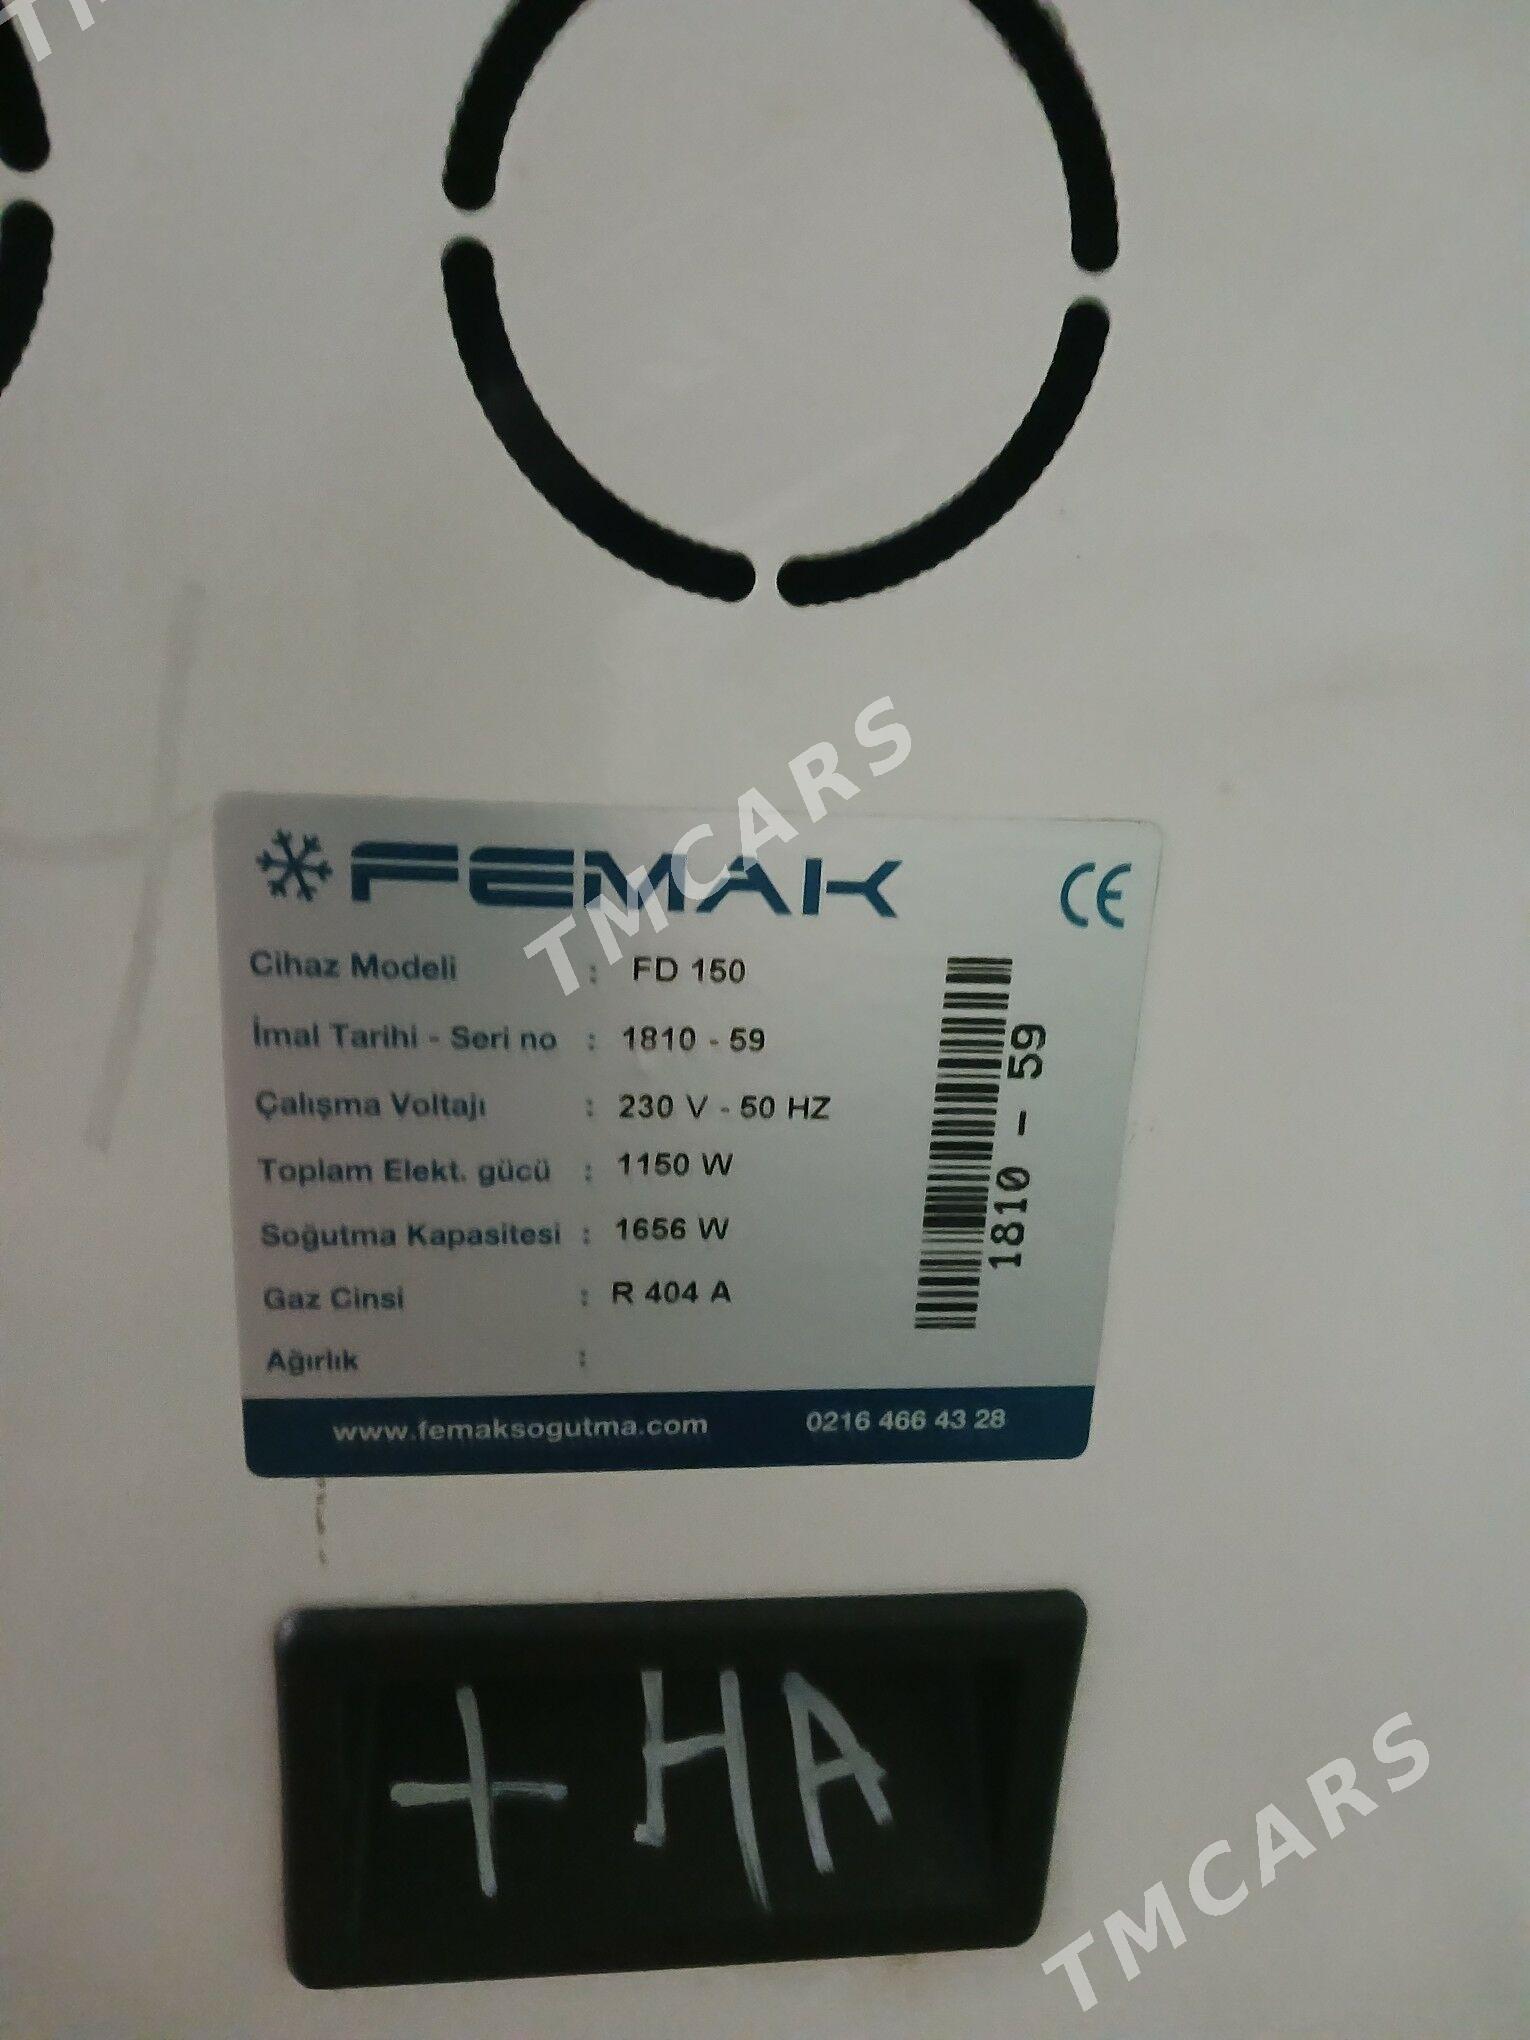 FEMAK CE
Cihaz Modeli : FD 150
İmal Tarihi - Seri no : 1810 - 59
Çalışma Voltajı : 230 V - 50 HZ
Toplam Elekt. gücü : 1150 W
Soğutma Kapasitesi : 1656 W
Gaz Cinsi : R 404 A
Ağırlık :
1810 - 59
www.femaksogutma.com 0216 466 43 28
+ HA
TMCARS
TMCARS
TMC